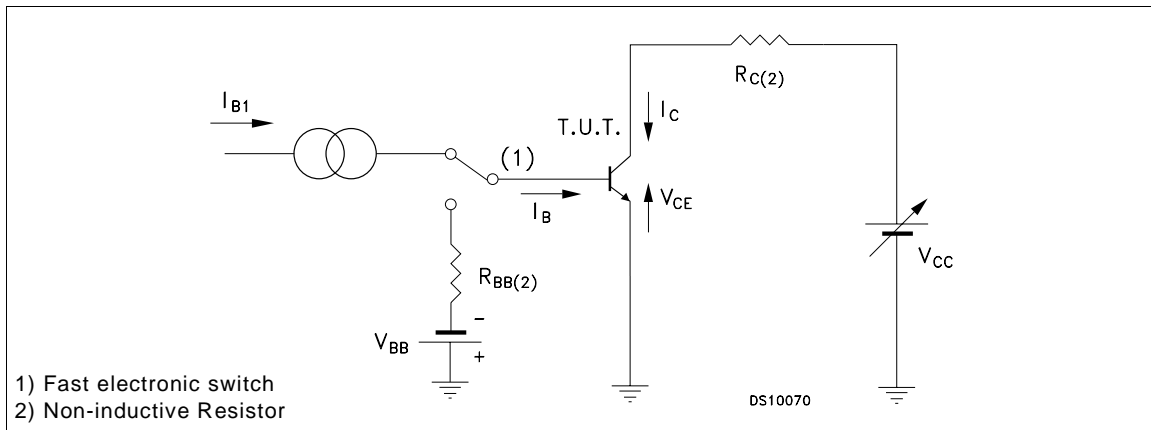 R_C(2)
I_B1
I_C
T.U.T.
(1)
V_CE
I_B
V_CC
R_BB(2)
-
V_BB
+
1) Fast electronic switch
2) Non-inductive Resistor
DS10070